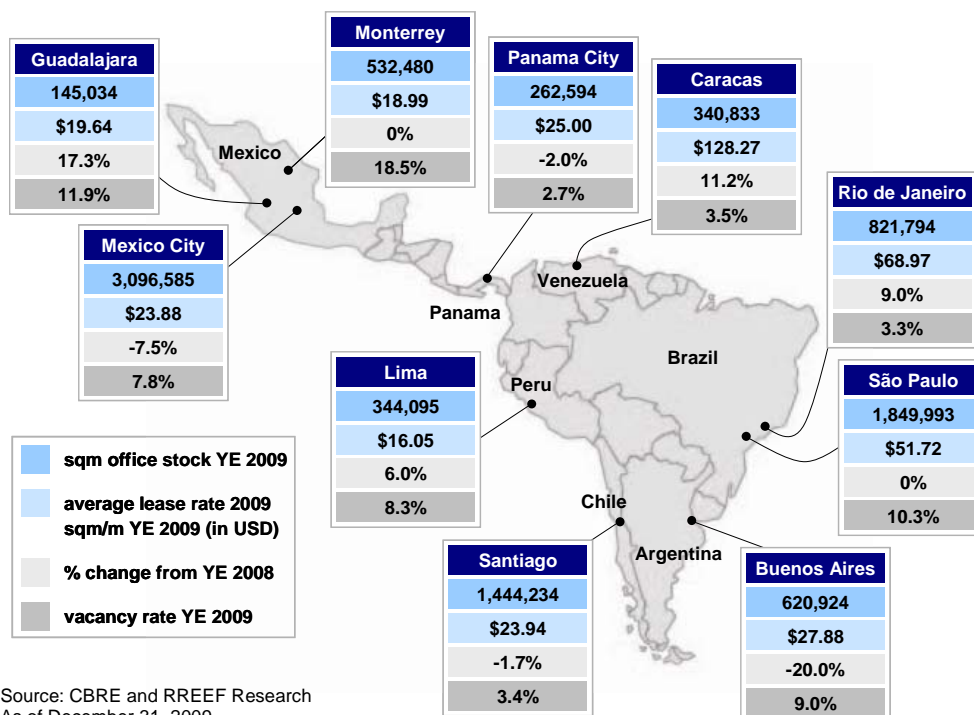 Guadalajara
145,034
$19.64
17.3%
11.9%
Monterrey
532,480
$18.99
0%
18.5%
Panama City
262,594
$25.00
-2.0%
2.7%
Caracas
340,833
$128.27
11.2%
3.5%
Rio de Janeiro
821,794
$68.97
9.0%
3.3%
Mexico City
3,096,585
$23.88
-7.5%
7.8%
Mexico
Panama
Venezuela
Brazil
Peru
Chile
Argentina
Lima
344,095
$16.05
6.0%
8.3%
São Paulo
1,849,993
$51.72
0%
10.3%
Santiago
1,444,234
$23.94
-1.7%
3.4%
Buenos Aires
620,924
$27.88
-20.0%
9.0%
sqm office stock YE 2009
average lease rate 2009
sqm/m YE 2009 (in USD)
% change from YE 2008
vacancy rate YE 2009
Source: CBRE and RREEF Research
As of December 31, 2009